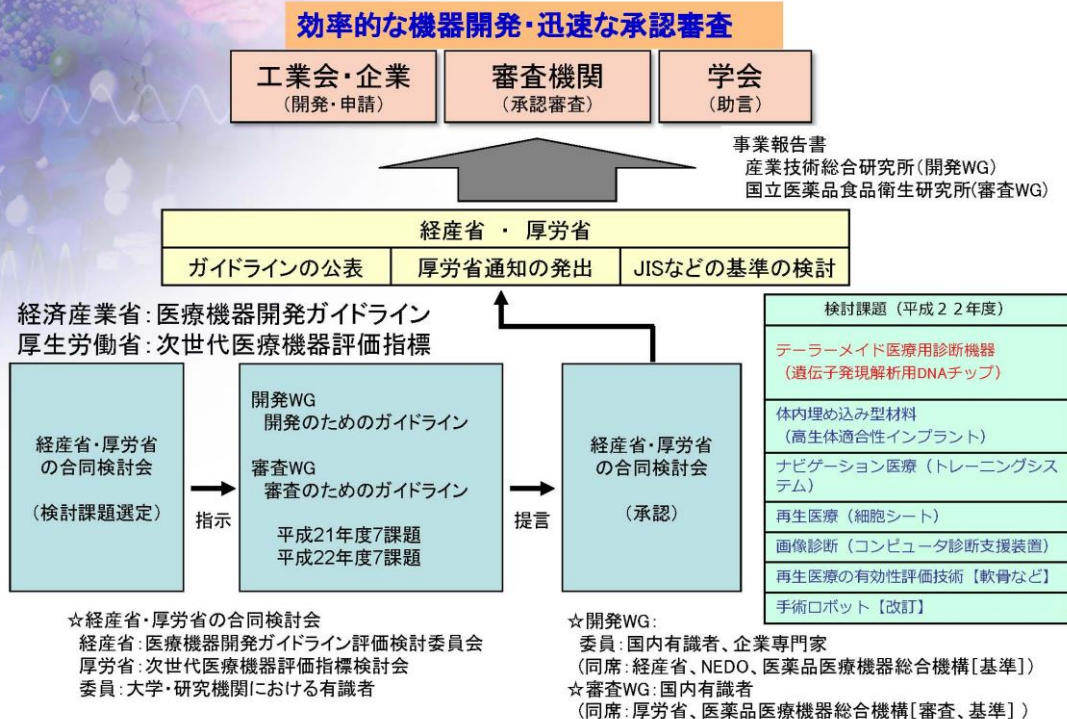 効率的な機器開発・迅速な承認審査
工業会・企業
(開発・申請)
審査機関
(承認審査)
学会
(助言)
事業報告書
産業技術総合研究所(開発WG)
国立医薬品食品衛生研究所(審査WG)
経産省 ・ 厚労省
ガイドラインの公表
厚労省通知の発出
JISなどの基準の検討
経済産業省：医療機器開発ガイドライン
厚生労働省：次世代医療機器評価指標
経産省・厚労省
の合同検討会
(検討課題選定)
指示
開発WG
開発のためのガイドライン
審査WG
審査のためのガイドライン
平成21年度7課題
平成22年度7課題
提言
経産省・厚労省
の合同検討会
(承認)
検討課題（平成２２年度）
テーラーメイド医療用診断機器
（遺伝子発現解析用DNAチップ）
体内埋め込み型材料
（高生体適合性インプラント）
ナビゲーション医療（トレーニングシス
テム）
再生医療（細胞シート）
画像診断（コンピュータ診断支援装置）
再生医療の有効性評価技術【軟骨など】
手術ロボット【改訂】
☆経産省・厚労省の合同検討会
経産省：医療機器開発ガイドライン評価検討委員会
厚労省：次世代医療機器評価指標検討会
委員：大学・研究機関における有識者
☆開発WG：
委員：国内有識者、企業専門家
(同席：経産省、NEDO、医薬品医療機器総合機構[基準])
☆審査WG：国内有識者
(同席：厚労省、医薬品医療機器総合機構[審査、基準] )